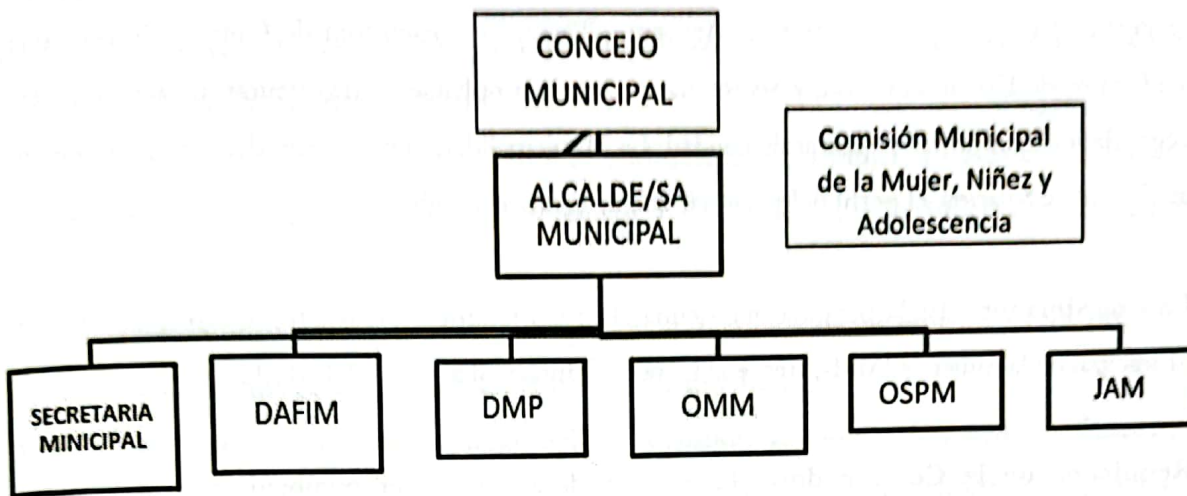 CONCEJO
MUNICIPAL
Comisión Municipal
de la Mujer, Niñez y
Adolescencia
ALCALDE/SA
MUNICIPAL
SECRETARIA
MINICIPAL
DAFIM
DMP
OMM
OSPM
JAM